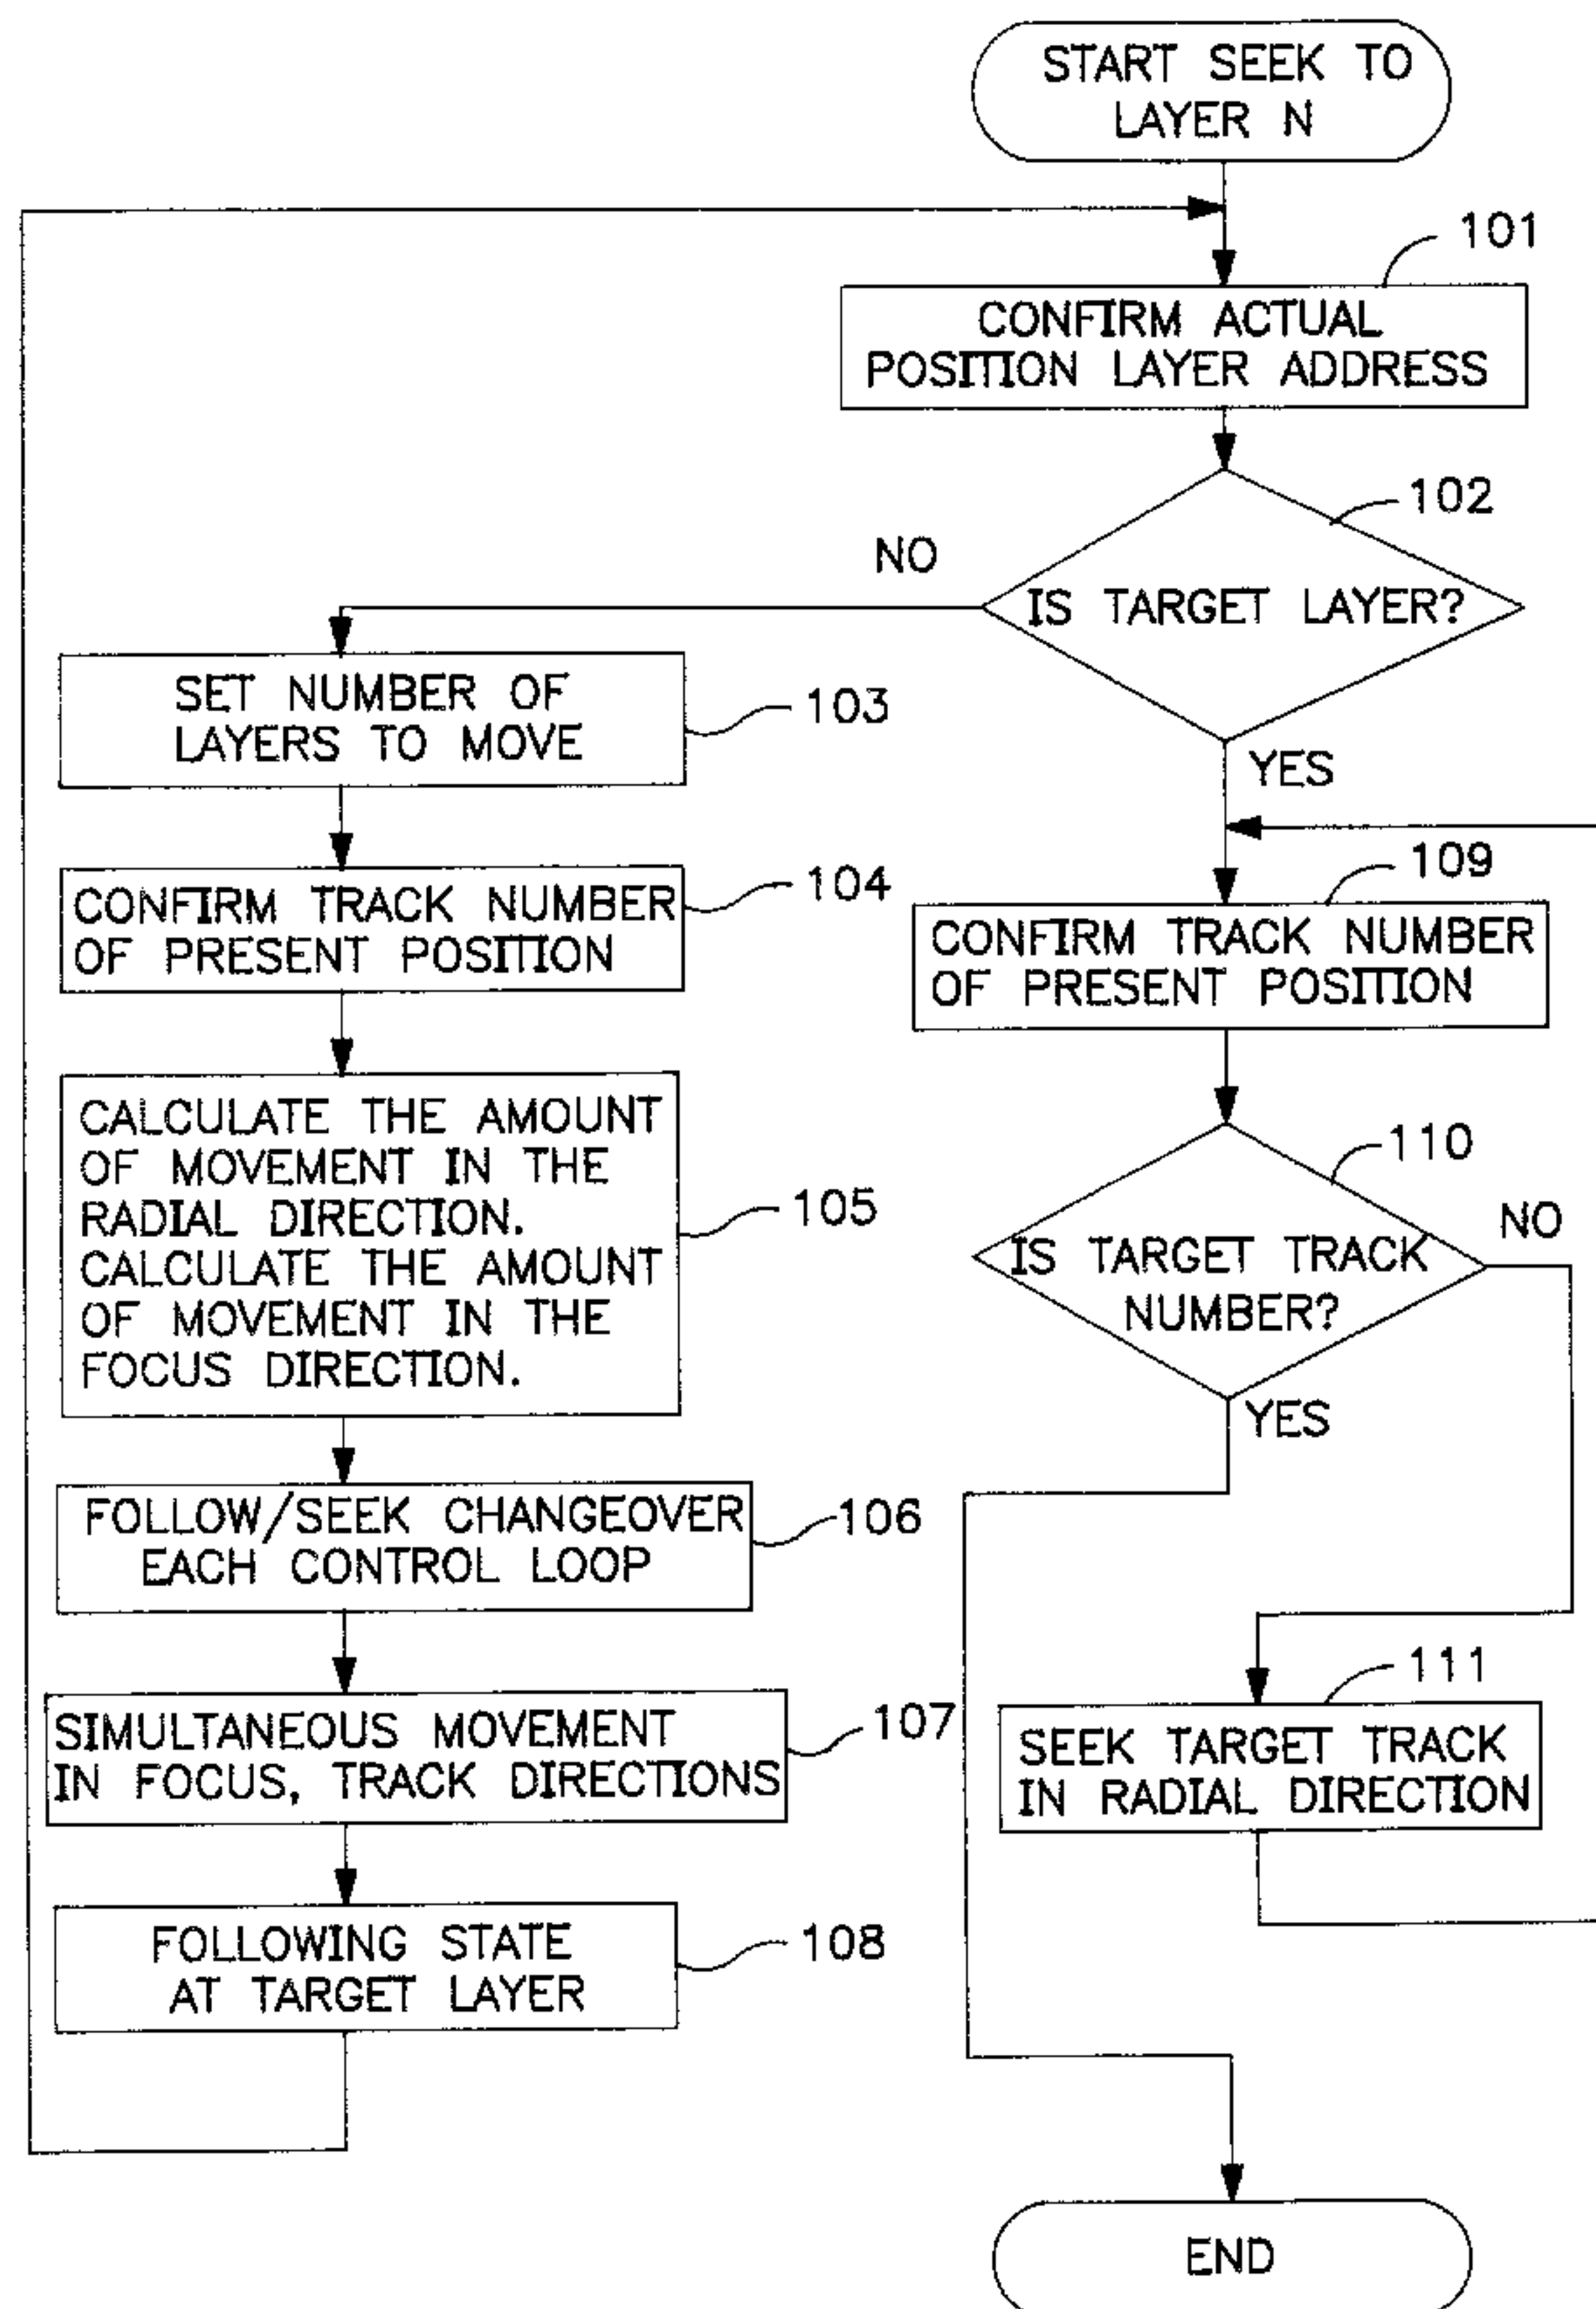 START SEEK TO
LAYER N
101
CONFIRM ACTUAL
POSITION LAYER ADDRESS
102
NO
IS TARGET LAYER?
SET NUMBER OF
LAYERS TO MOVE
103
YES
CONFIRM TRACK NUMBER
OF PRESENT POSITION
104
109
CONFIRM TRACK NUMBER
OF PRESENT POSITION
CALCULATE THE AMOUNT
OF MOVEMENT IN THE
RADIAL DIRECTION.
CALCULATE THE AMOUNT
OF MOVEMENT IN THE
FOCUS DIRECTION.
105
110
NO
IS TARGET TRACK
NUMBER?
YES
FOLLOW/SEEK CHANGEOVER
EACH CONTROL LOOP
106
SIMULTANEOUS MOVEMENT
IN FOCUS, TRACK DIRECTIONS
107
111
SEEK TARGET TRACK
IN RADIAL DIRECTION
FOLLOWING STATE
AT TARGET LAYER
108
END